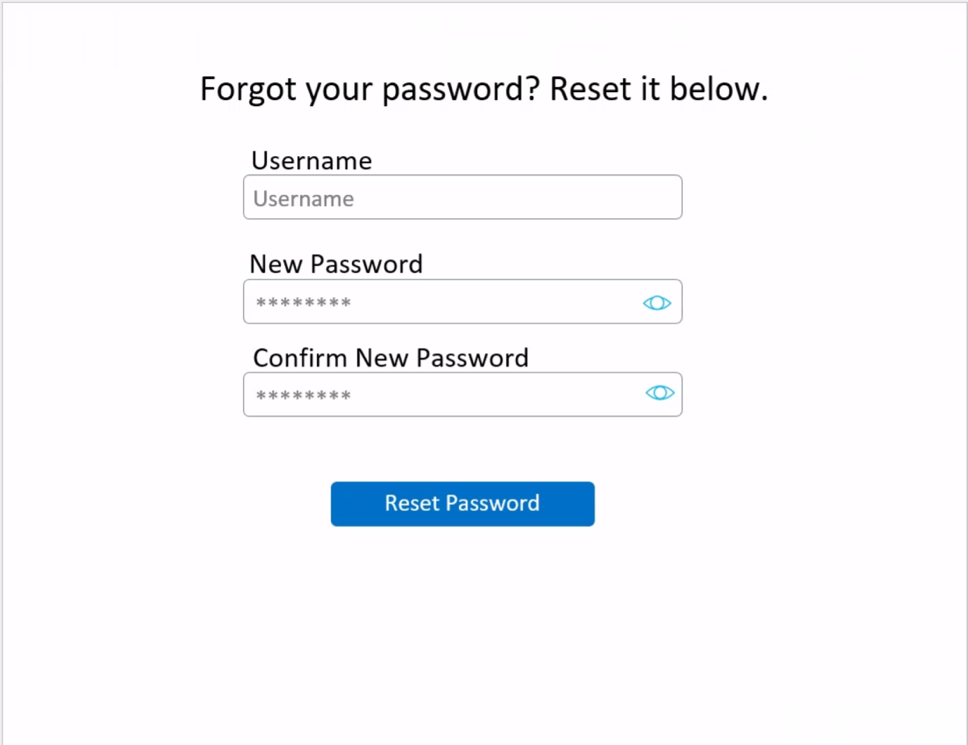 Forgot your password? Reset it below.
Username
Username
New Password
********
Confirm New Password
********
Reset Password